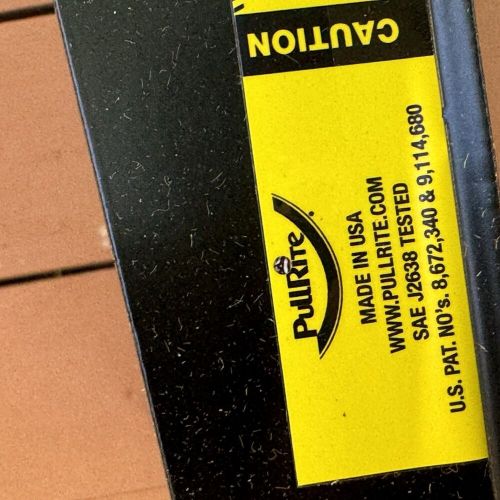 CAUTION
PullRite
MADE IN USA
WWW.PULLRITE.COM
SAE J2638 TESTED
U.S. PAT. NO's. 8,672,340 & 9,114,680